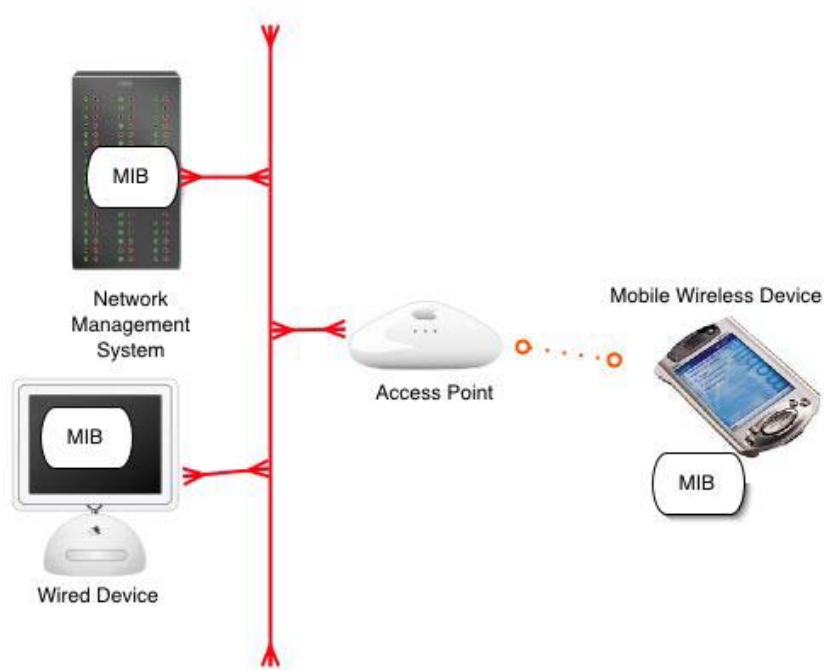 MIB
Network
Management
System
Mobile Wireless Device
Access Point
MIB
MIB
Wired Device